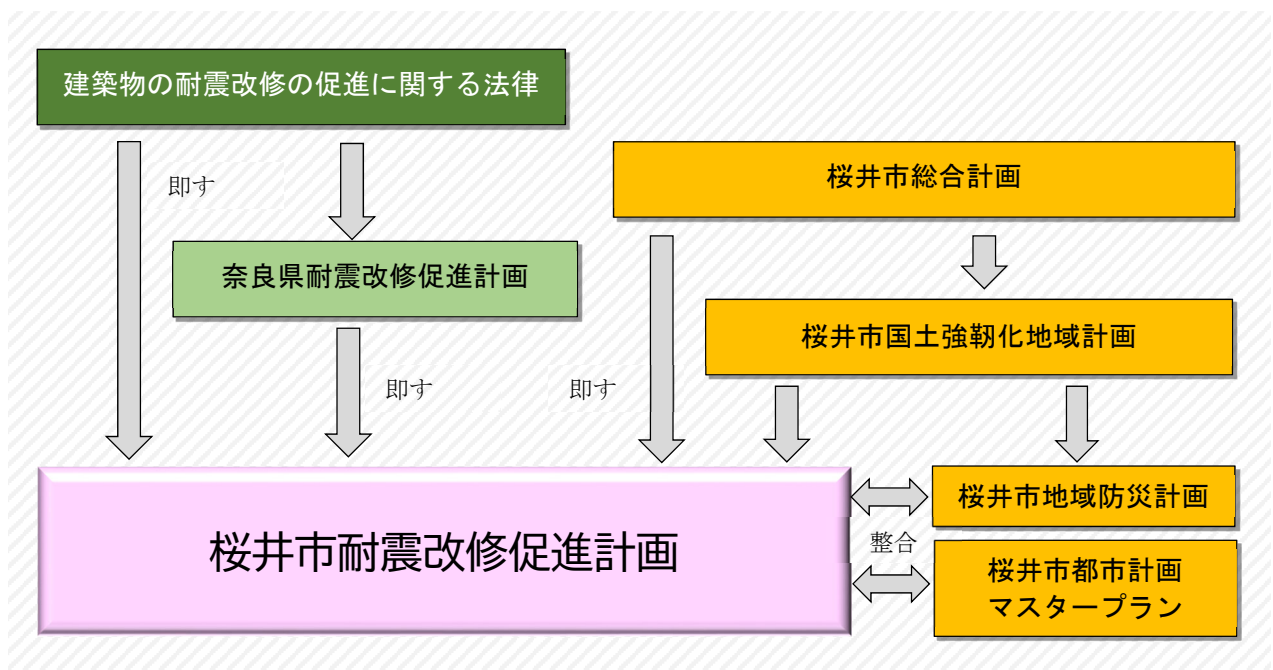 建築物の耐震改修の促進に関する法律
即す
桜井市総合計画
奈良県耐震改修促進計画
桜井市国土強靭化地域計画
即す
即す
桜井市耐震改修促進計画
桜井市地域防災計画
整合
桜井市都市計画
マスタープラン